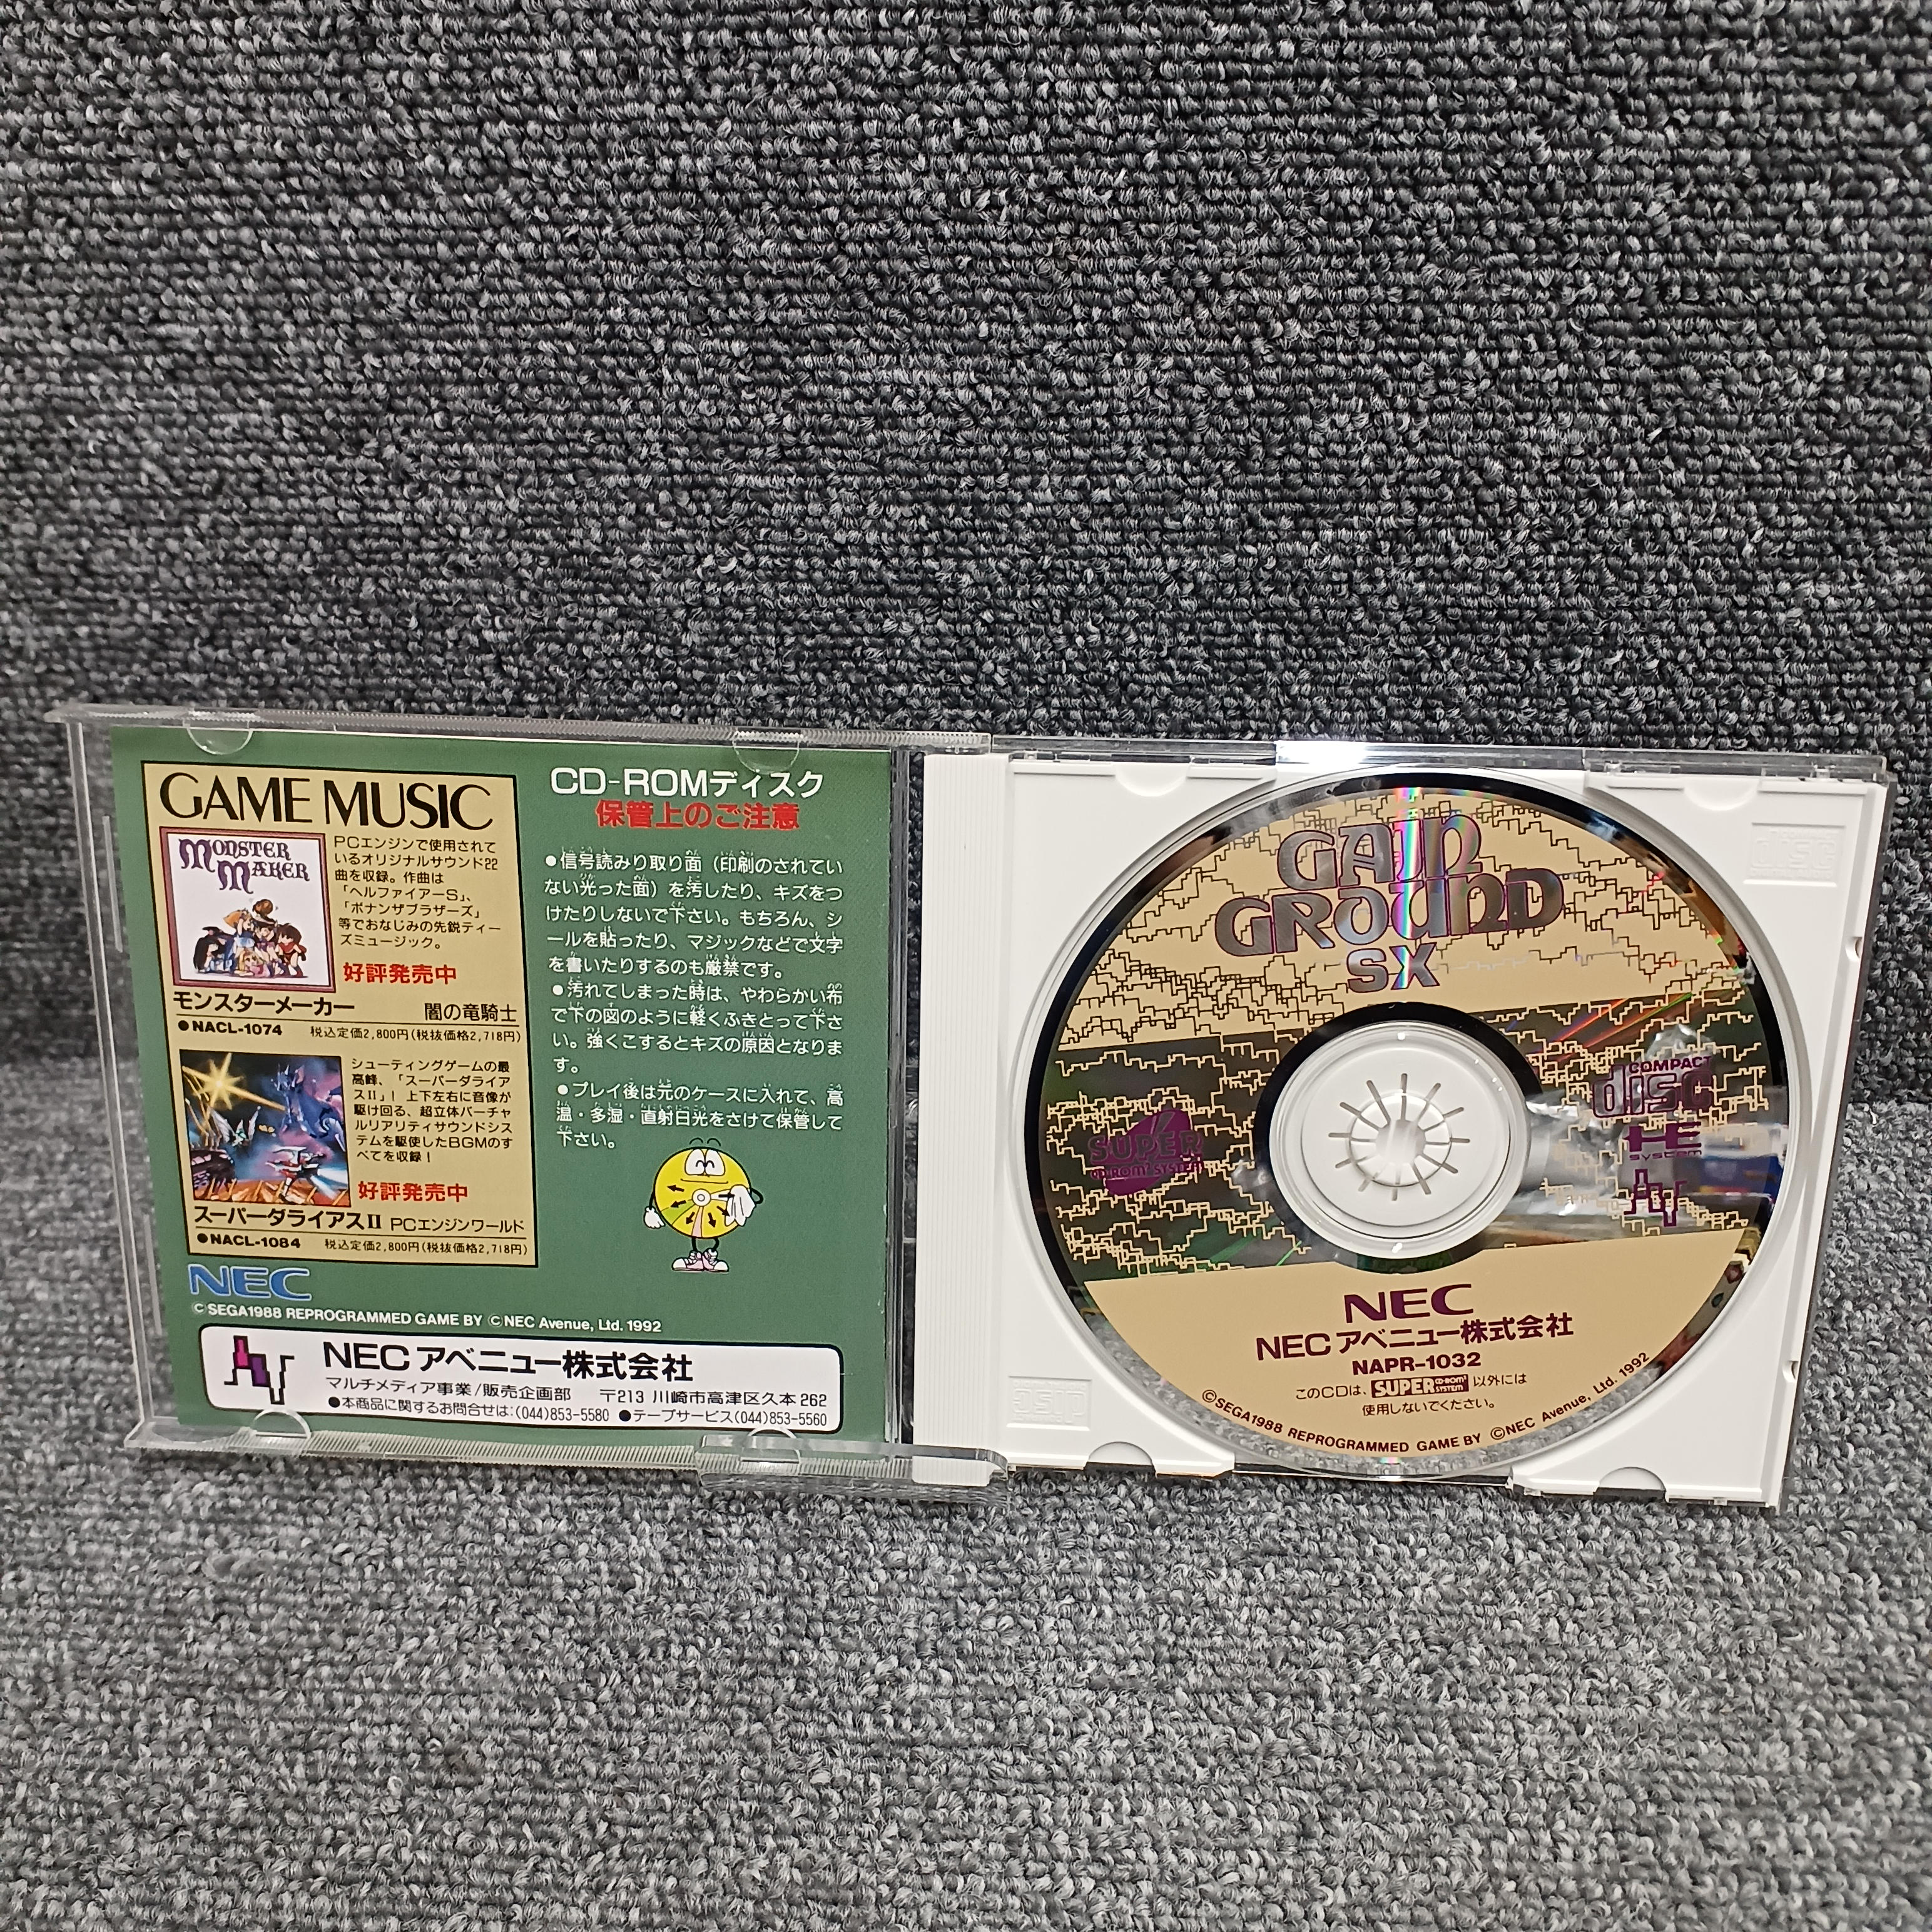 GAME MUSIC
MONSTER
MAKER
PCエンジンで使用されて
いるオリジナルサウンド22
曲を収録。作曲は
「ヘルファイアーS」、
「ボナンザブラザーズ」
等でおなじみの先鋭ティー
ズミュージック。
好評発売中
モンスターメーカー 闇の竜騎士
●NACL-1074 税込定価2,800円(税抜価格2,718円)
シューティングゲームの最
高峰、「スーパーダライア
スII」! 上下左右に音像が
駆け回る、超立体バーチャ
ルリアリティサウンドシス
テムを駆使したBGMのす
べてを収録!
好評発売中
スーパーダライアスII PCエンジンワールド
●NACL-1084 税込定価2,800円(税抜価格2,718円)
CD-ROMディスク
保管上のご注意
●信号読みり取り面(印刷のされてい
ない光った面)を汚したり、キズをつ
けたりしないで下さい。もちろん、シ
ールを貼ったり、マジックなどで文字
を書いたりするのも厳禁です。
●汚れてしまった時は、やわらかい布
で下の図のように軽くふきとって下さ
い。強くこするとキズの原因となりま
す。
●プレイ後は元のケースに入れて、高
温・多湿・直射日光をさけて保管して
下さい。
NEC
©SEGA1988 REPROGRAMMED GAME BY ©NEC Avenue, Ltd. 1992
NECアベニュー株式会社
マルチメディア事業/販売企画部 〒213 川崎市高津区久本262
●本商品に関するお問合せは:(044)853-5580 ●テープサービス(044)853-5560
GAIN
GROUND
SX
SUPER
CD-ROM² SYSTEM
COMPACT
disc
HE
SYSTEM
NEC
NECアベニュー株式会社
NAPR-1032
このCDは、SUPER CD-ROM² SYSTEM 以外には
使用しないでください。
©SEGA1988 REPROGRAMMED GAME BY ©NEC Avenue, Ltd. 1992